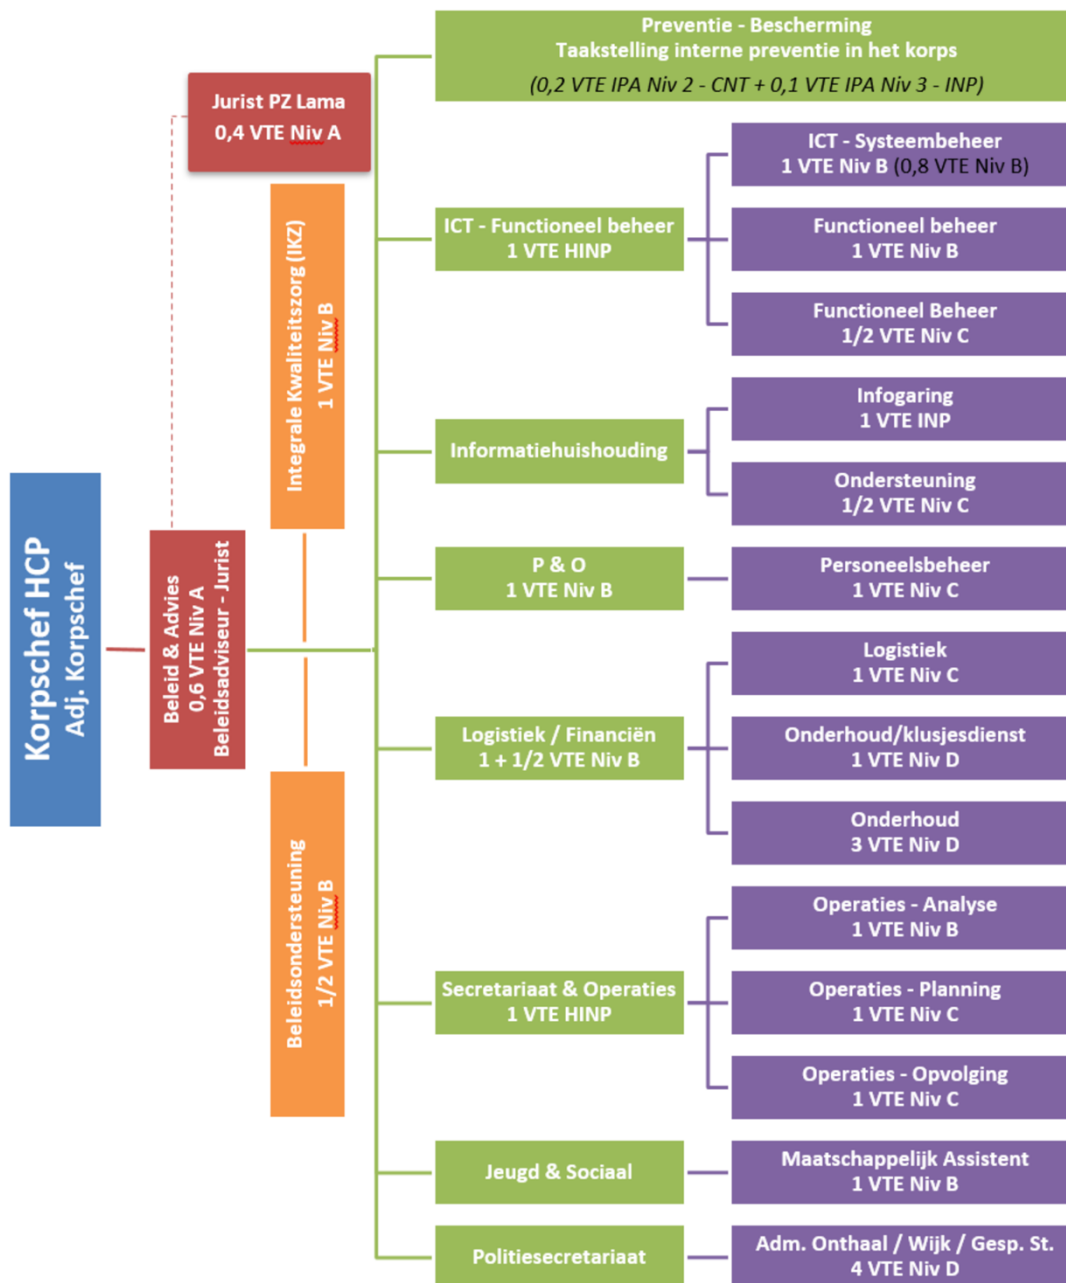 Preventie - Bescherming
Taakstelling interne preventie in het korps
(0,2 VTE IPA Niv 2 - CNT + 0,1 VTE IPA Niv 3 - INP)
Jurist PZ Lama
0,4 VTE Niv A
ICT - Systeembeheer
1 VTE Niv B (0,8 VTE Niv B)
ICT - Functioneel beheer
1 VTE HINP
Functioneel beheer
1 VTE Niv B
Functioneel Beheer
1/2 VTE Niv C
Integrale Kwaliteitszorg (IKZ)
1 VTE Niv B
Infogaring
1 VTE INP
Informatiehuishouding
Ondersteuning
1/2 VTE Niv C
Korpschef HCP
Adj. Korpschef
Beleid & Advies
0,6 VTE Niv A
Beleidsadviseur - Jurist
P & O
1 VTE Niv B
Personeelsbeheer
1 VTE Niv C
Logistiek
1 VTE Niv C
Logistiek / Financiën
1 + 1/2 VTE Niv B
Onderhoud/klusjesdienst
1 VTE Niv D
Onderhoud
3 VTE Niv D
Beleidsondersteuning
1/2 VTE Niv B
Operaties - Analyse
1 VTE Niv B
Secretariaat & Operaties
1 VTE HINP
Operaties - Planning
1 VTE Niv C
Operaties - Opvolging
1 VTE Niv C
Jeugd & Sociaal
Maatschappelijk Assistent
1 VTE Niv B
Politiesecretariaat
Adm. Onthaal / Wijk / Gesp. St.
4 VTE Niv D